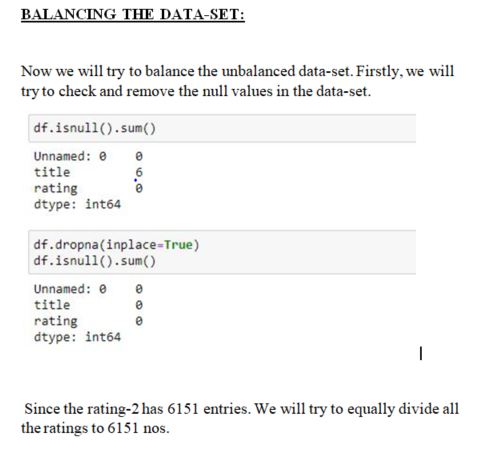 BALANCING THE DATA-SET:
Now we will try to balance the unbalanced data-set. Firstly, we will
try to check and remove the null values in the data-set.
df.isnull().sum()
Unnamed: 0    0
title         6
rating        0
dtype: int64
df.dropna(inplace=True)
df.isnull().sum()
Unnamed: 0    0
title         0
rating        0
dtype: int64
Since the rating-2 has 6151 entries. We will try to equally divide all
the ratings to 6151 nos.